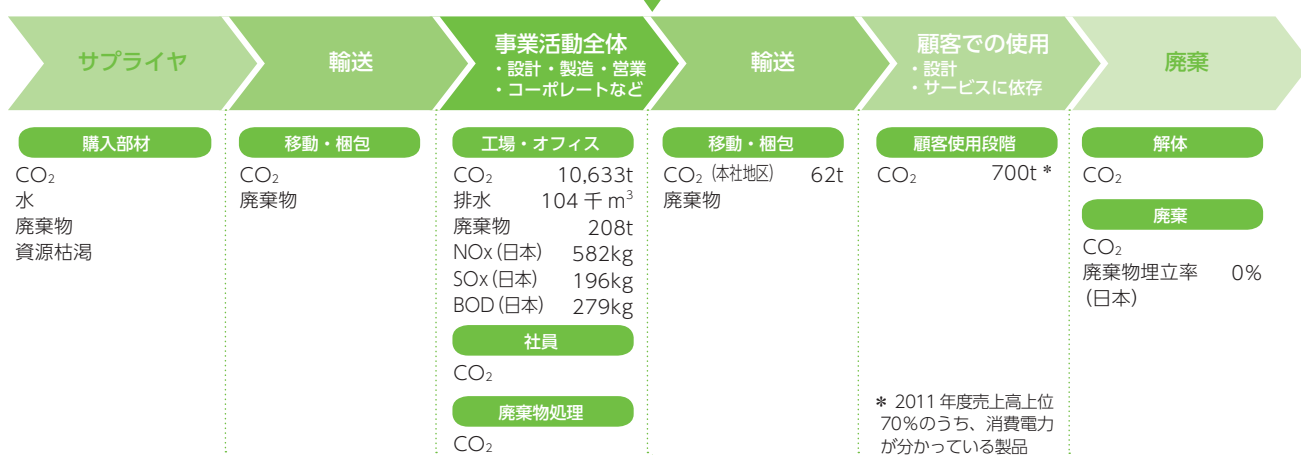 サプライヤ
輸送
事業活動全体
・設計・製造・営業
・コーポレートなど
輸送
顧客での使用
・設計
・サービスに依存
廃棄
購入部材
CO₂
水
廃棄物
資源枯渇
移動・梱包
CO₂
廃棄物
工場・オフィス
CO₂ 10,633t
排水 104 千 m³
廃棄物 208t
NOx(日本) 582kg
SOx(日本) 196kg
BOD(日本) 279kg
社員
CO₂
廃棄物処理
CO₂
移動・梱包
CO₂ (本社地区) 62t
廃棄物
顧客使用段階
CO₂ 700t *
* 2011 年度売上高上位
70%のうち、消費電力
が分かっている製品
解体
CO₂
廃棄
CO₂
廃棄物埋立率 0%
(日本)